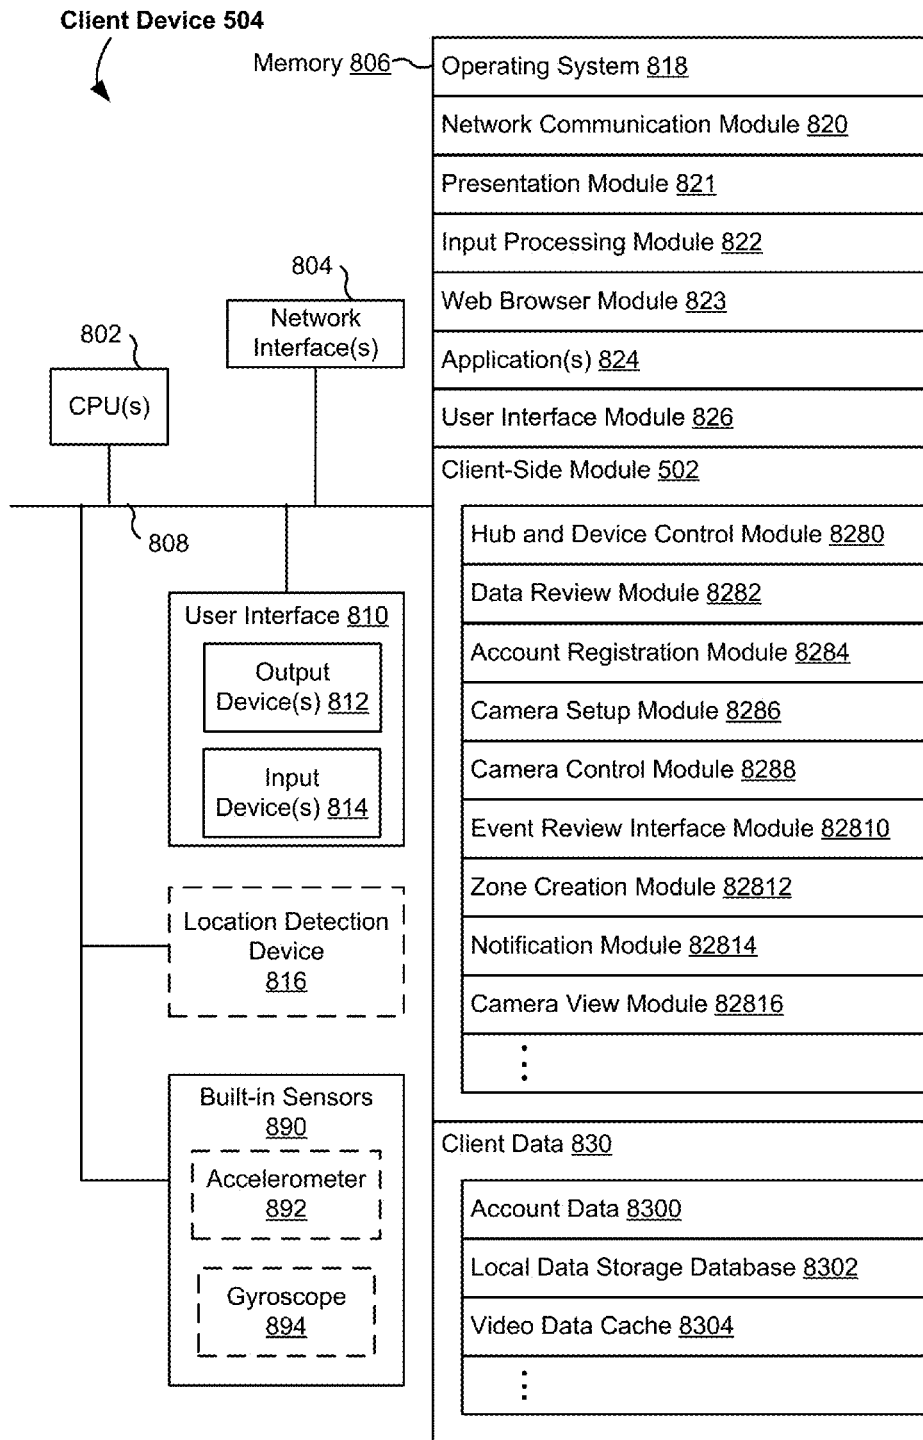 Client Device 504
Memory 806
Operating System 818
Network Communication Module 820
Presentation Module 821
Input Processing Module 822
Web Browser Module 823
Application(s) 824
User Interface Module 826
Client-Side Module 502
Hub and Device Control Module 8280
Data Review Module 8282
Account Registration Module 8284
Camera Setup Module 8286
Camera Control Module 8288
Event Review Interface Module 82810
Zone Creation Module 82812
Notification Module 82814
Camera View Module 82816
⋮
Client Data 830
Account Data 8300
Local Data Storage Database 8302
Video Data Cache 8304
⋮
804
Network
Interface(s)
802
CPU(s)
808
User Interface 810
Output
Device(s) 812
Input
Device(s) 814
Location Detection
Device
816
Built-in Sensors
890
Accelerometer
892
Gyroscope
894